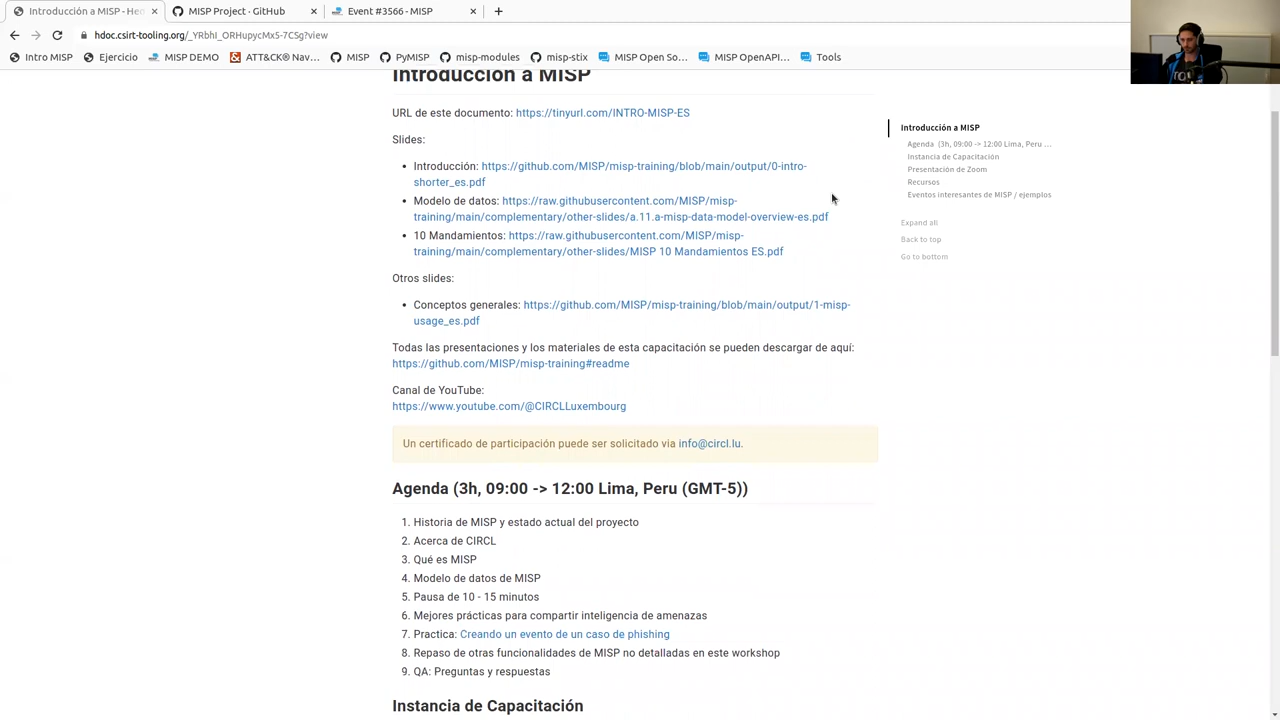 Introducción a MISP - Hec
MISP Project · GitHub
Event #3566 - MISP
hdoc.csirt-tooling.org/_YRbhI_ORHupycMx5-7CSg?view
Intro MISP
Ejercicio
MISP DEMO
ATT&CK® Nav…
MISP
PyMISP
misp-modules
misp-stix
MISP Open So…
MISP OpenAPI…
Tools
Introducción a MISP
URL de este documento: https://tinyurl.com/INTRO-MISP-ES
Slides:
Introducción: https://github.com/MISP/misp-training/blob/main/output/0-intro-
shorter_es.pdf
Modelo de datos: https://raw.githubusercontent.com/MISP/misp-
training/main/complementary/other-slides/a.11.a-misp-data-model-overview-es.pdf
10 Mandamientos: https://raw.githubusercontent.com/MISP/misp-
training/main/complementary/other-slides/MISP 10 Mandamientos ES.pdf
Otros slides:
Conceptos generales: https://github.com/MISP/misp-training/blob/main/output/1-misp-
usage_es.pdf
Todas las presentaciones y los materiales de esta capacitación se pueden descargar de aquí:
https://github.com/MISP/misp-training#readme
Canal de YouTube:
https://www.youtube.com/@CIRCLLuxembourg
Un certificado de participación puede ser solicitado via info@circl.lu.
Agenda (3h, 09:00 -> 12:00 Lima, Peru (GMT-5))
1. Historia de MISP y estado actual del proyecto
2. Acerca de CIRCL
3. Qué es MISP
4. Modelo de datos de MISP
5. Pausa de 10 - 15 minutos
6. Mejores prácticas para compartir inteligencia de amenazas
7. Practica: Creando un evento de un caso de phishing
8. Repaso de otras funcionalidades de MISP no detalladas en este workshop
9. QA: Preguntas y respuestas
Instancia de Capacitación
Introducción a MISP
Agenda (3h, 09:00 -> 12:00 Lima, Peru …
Instancia de Capacitación
Presentación de Zoom
Recursos
Eventos interesantes de MISP / ejemplos
Expand all
Back to top
Go to bottom